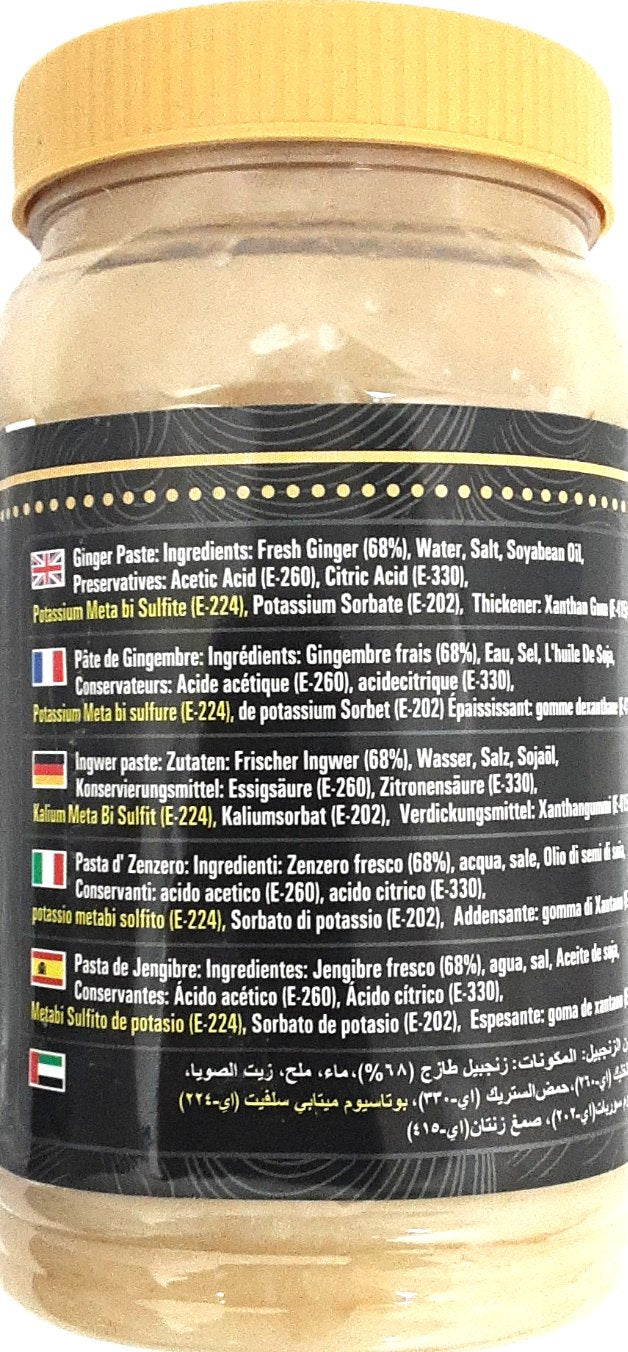 Ginger Paste: Ingredients: Fresh Ginger (68%), Water, Salt, Soyabean Oil,
Preservatives: Acetic Acid (E-260), Citric Acid (E-330),
Potassium Meta bi Sulfite (E-224), Potassium Sorbate (E-202), Thickener: Xanthan Gum
Pâte de Gingembre: Ingrédients: Gingembre frais (68%), Eau, Sel, L'huile De Soja,
Conservateurs: Acide acétique (E-260), acidecitrique (E-330),
Potassium Meta bi sulfure (E-224), de potassium Sorbet (E-202) Épaississant: gomme dexanthane
Ingwer paste: Zutaten: Frischer Ingwer (68%), Wasser, Salz, Sojaöl,
Konservierungsmittel: Essigsäure (E-260), Zitronensäure (E-330),
Kalium Meta Bi Sulfit (E-224), Kaliumsorbat (E-202), Verdickungsmittel: Xanthangummi
Pasta d' Zenzero: Ingredienti: Zenzero fresco (68%), acqua, sale, Olio di semi di soia,
Conservanti: acido acetico (E-260), acido citrico (E-330),
potassio metabi solfito (E-224), Sorbato di potassio (E-202), Addensante: gomma di Xantano
Pasta de Jengibre: Ingredientes: Jengibre fresco (68%), agua, sal, Aceite de soja,
Conservantes: Ácido acético (E-260), Ácido cítrico (E-330),
Metabi Sulfito de potasio (E-224), Sorbato de potasio (E-202), Espesante: goma de xantano
الزنجبيل: المكونات: زنجبيل طازج (٦٨%)، ماء، ملح، زيت الصويا،
(اي-٢٦٠)، حمض الستريك (اي-٣٣٠)، بوتاسيوم ميتابي سلفيت (اي-٢٢٤)
(اي-٢٠٢)، صمغ زنتان (اي-٤١٥)